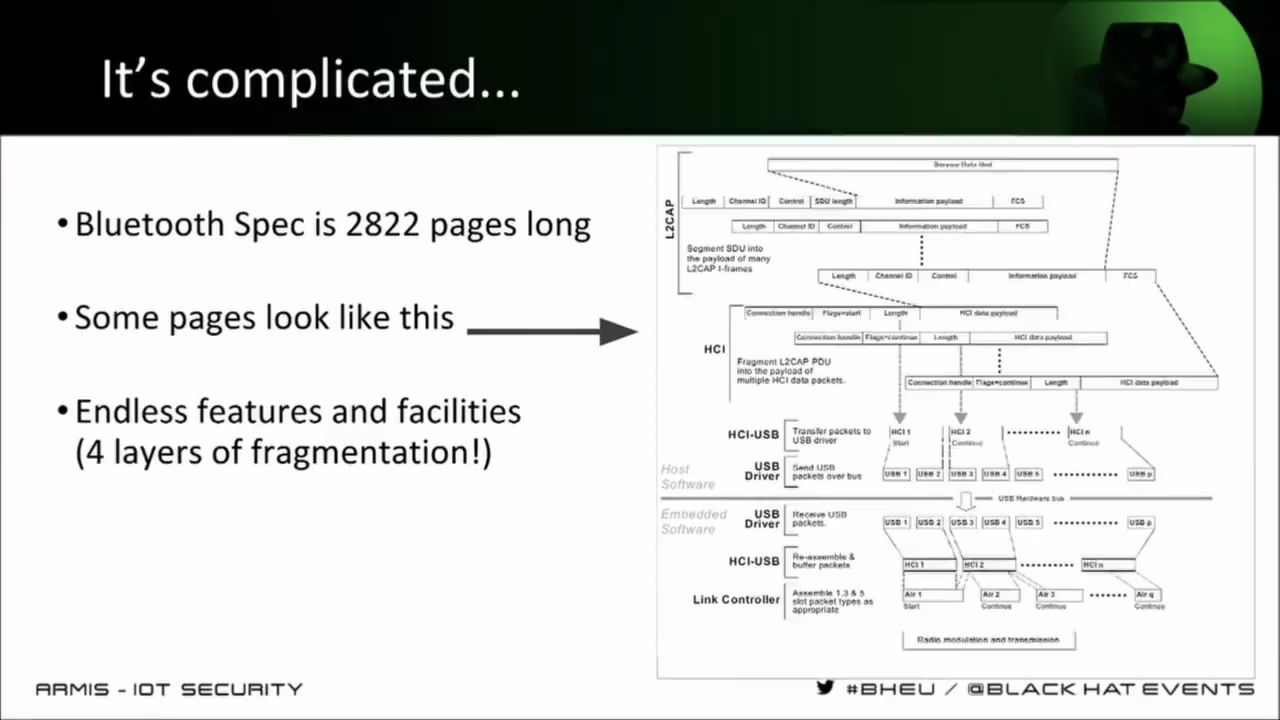 It's complicated...
• Bluetooth Spec is 2822 pages long
• Some pages look like this
• Endless features and facilities
(4 layers of fragmentation!)
L2CAP
Service Data Unit
Length Channel ID Control SDU length Information payload FCS
Length Channel ID Control Information payload FCS
Segment SDU into
the payload of many
L2CAP I-frames
Length Channel ID Control Information payload FCS
HCI
Connection handle Flags=start Length HCI data payload
Connection handle Flags=continue Length HCI data payload
Fragment L2CAP PDU
into the payload of
multiple HCI data packets.
Connection handle Flags=continue Length HCI data payload
HCI-USB
Transfer packets to
USB driver
HCI 1 HCI 2 HCI n
Start Continue Continue
Host
Software
USB
Driver
Send USB
packets over bus
USB 1 USB 2 USB 3 USB 4 USB 5 USB p
USB Hardware bus
Embedded
Software
USB
Driver
Receive USB
packets.
USB 1 USB 2 USB 3 USB 4 USB 5 USB p
HCI-USB
Re-assemble &
buffer packets
HCI 1 HCI 2 HCI n
Link Controller
Assemble 1,3 & 5
slot packet types as
appropriate
Air 1 Air 2 Air 3 Air q
Start Continue Continue Continue
Radio modulation and transmission
ARMIS - IOT SECURITY
#BHEU / @BLACK HAT EVENTS